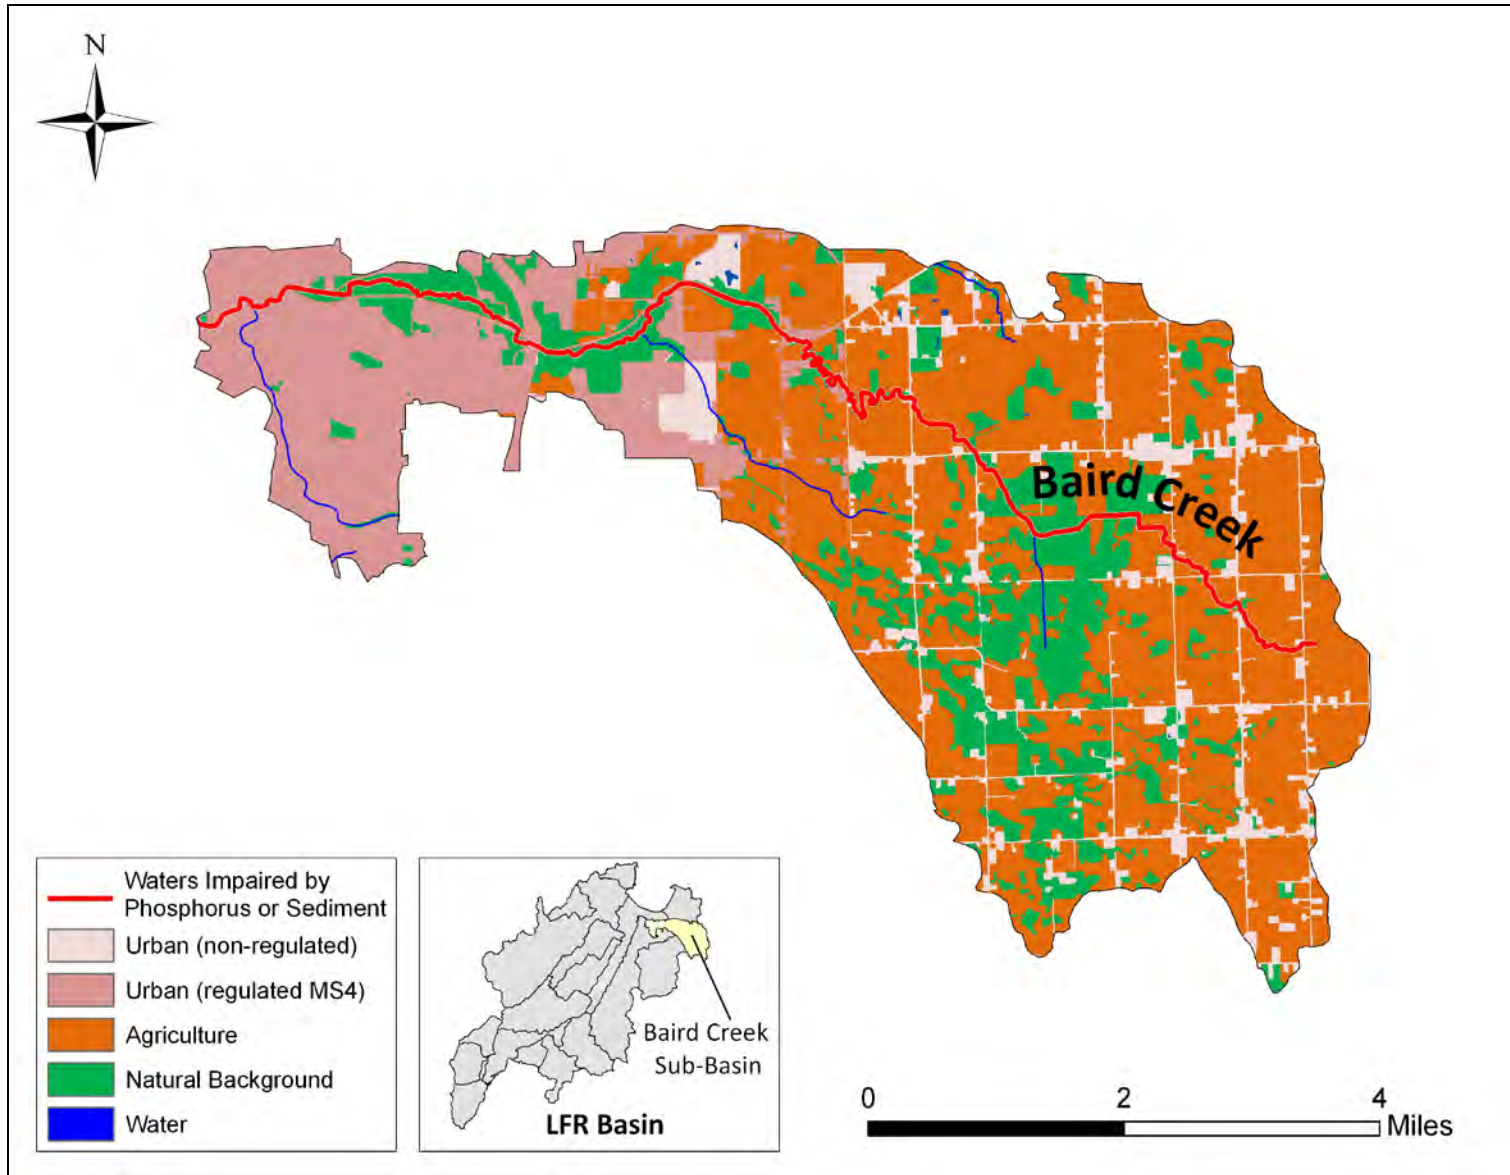 N
Baird Creek
Waters Impaired by
Phosphorus or Sediment
Urban (non-regulated)
Urban (regulated MS4)
Agriculture
Natural Background
Water
Baird Creek
Sub-Basin
LFR Basin
0 2 4
Miles